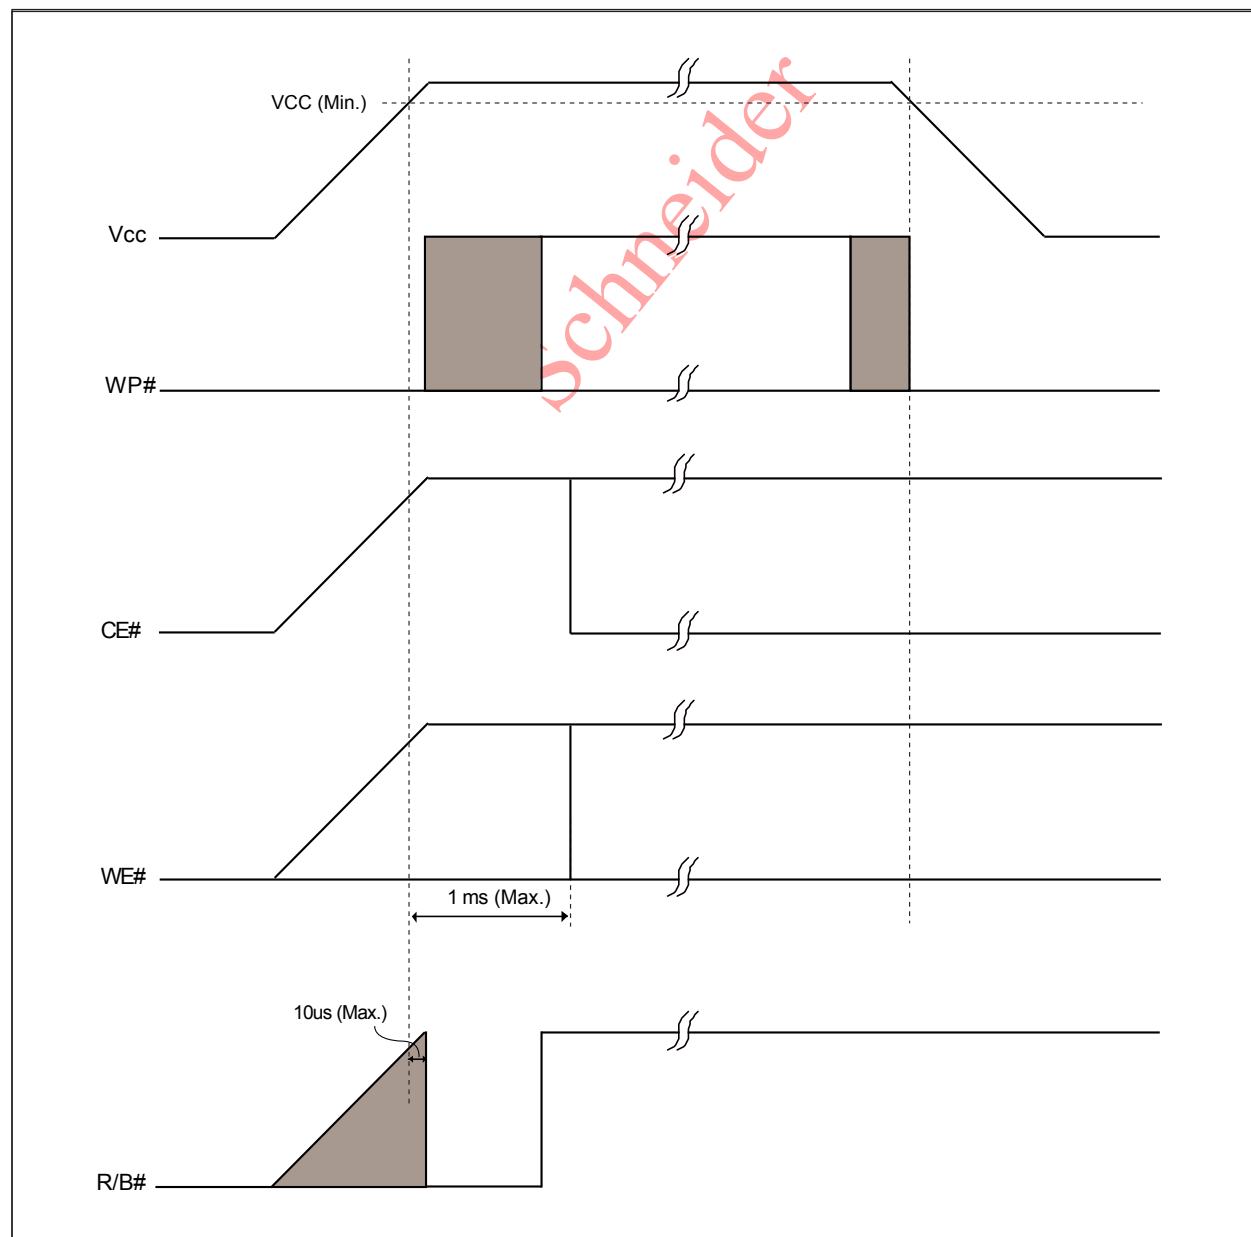 VCC (Min.)
Vcc
Schneider
WP#
CE#
WE#
1 ms (Max.)
10us (Max.)
R/B#